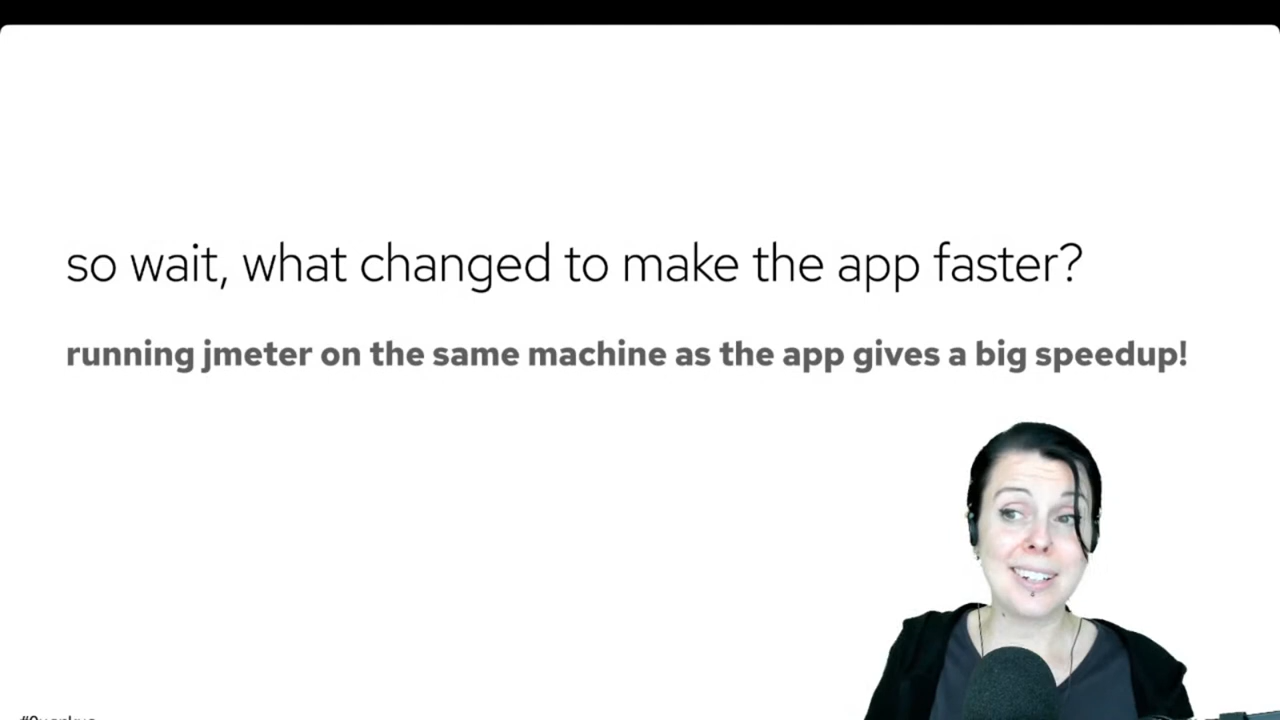 so wait, what changed to make the app faster?
running jmeter on the same machine as the app gives a big speedup!